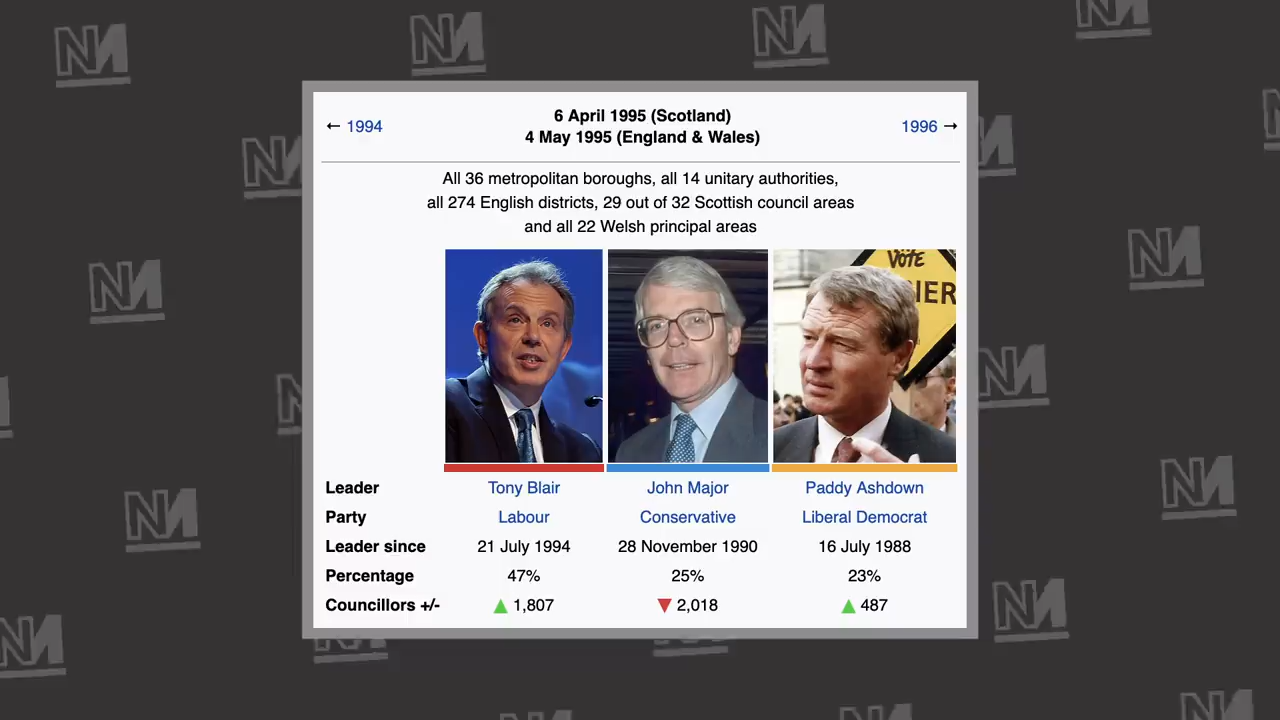 ← 1994
6 April 1995 (Scotland)
4 May 1995 (England & Wales)
1996 →
All 36 metropolitan boroughs, all 14 unitary authorities,
all 274 English districts, 29 out of 32 Scottish council areas
and all 22 Welsh principal areas
VOTE
HER
Leader Tony Blair John Major Paddy Ashdown
Party Labour Conservative Liberal Democrat
Leader since 21 July 1994 28 November 1990 16 July 1988
Percentage 47% 25% 23%
Councillors +/- ▲ 1,807 ▼ 2,018 ▲ 487